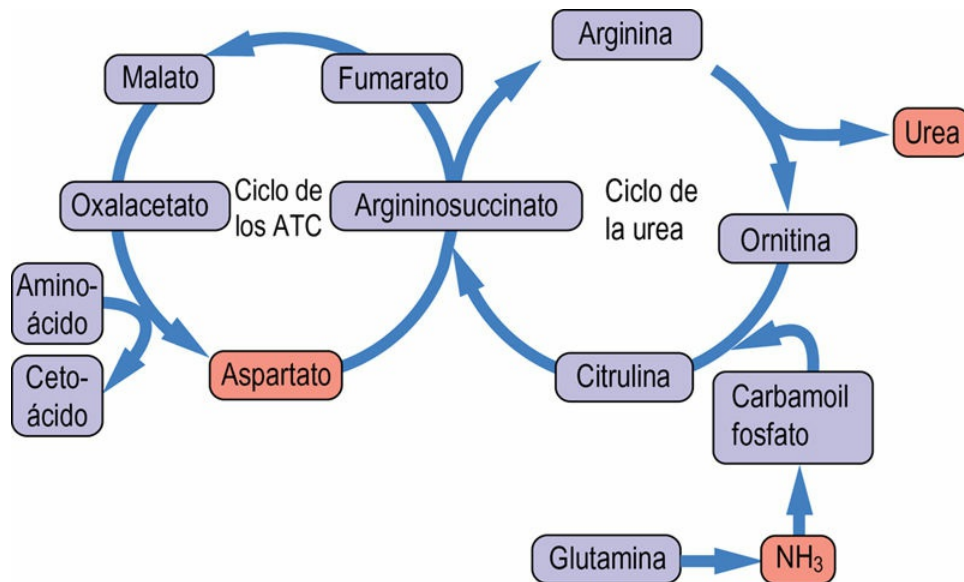 Arginina
Malato
Fumarato
Urea
Oxalacetato
Ciclo de
los ATC
Argininosuccinato
Ciclo de
la urea
Ornitina
Amino-
ácido
Ceto-
ácido
Aspartato
Citrulina
Carbamoil
fosfato
Glutamina
NH₃